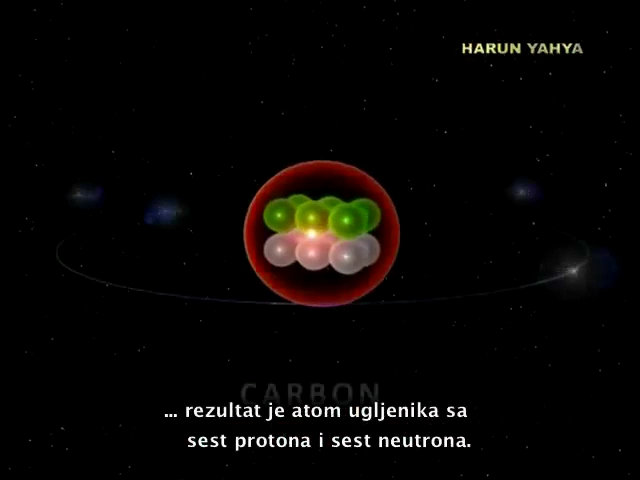 HARUN YAHYA
CARBON
... rezultat je atom ugljenika sa
sest protona i sest neutrona.